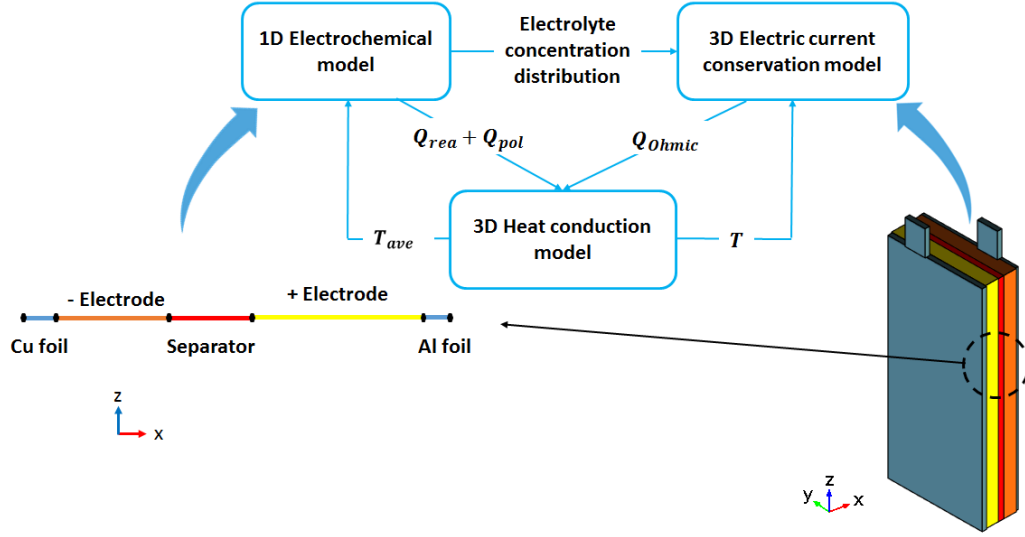 1D Electrochemical
model
Electrolyte
concentration
distribution
3D Electric current
conservation model
Q_rea + Q_pol
Q_Ohmic
3D Heat conduction
model
T_ave
T
- Electrode
+ Electrode
Cu foil
Separator
Al foil
z
x
z
y
x